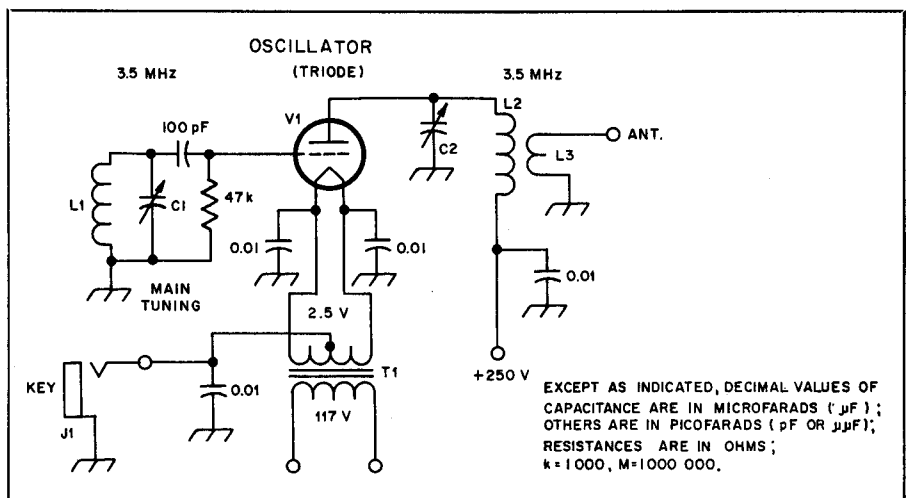 OSCILLATOR
(TRIODE)
3.5 MHz
3.5 MHz
V1
L2
100 pF
C2
L3
ANT.
L1
C1
47k
0.01
0.01
0.01
MAIN
TUNING
2.5 V
+250 V
KEY
J1
0.01
T1
117 V
EXCEPT AS INDICATED, DECIMAL VALUES OF
CAPACITANCE ARE IN MICROFARADS (µF);
OTHERS ARE IN PICOFARADS (pF OR µµF);
RESISTANCES ARE IN OHMS;
k=1000, M=1000 000.